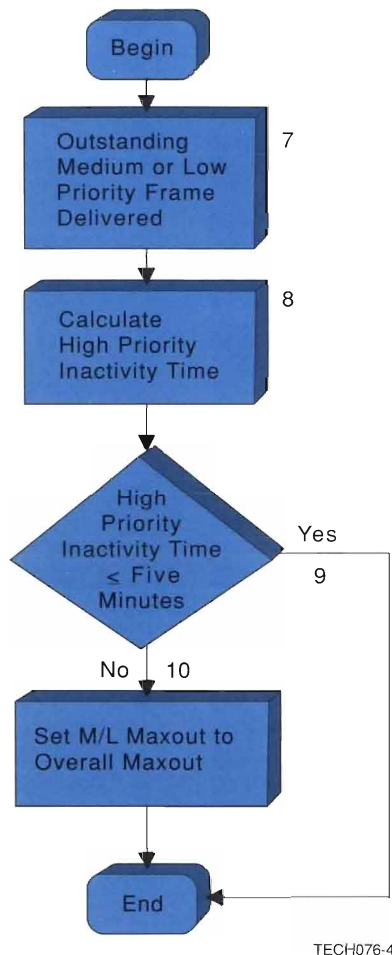 Begin
7
Outstanding
Medium or Low
Priority Frame
Delivered
8
Calculate
High Priority
Inactivity Time
High
Priority
Inactivity Time
≤ Five
Minutes
Yes
9
No 10
Set M/L Maxout to
Overall Maxout
End
TECH076-4